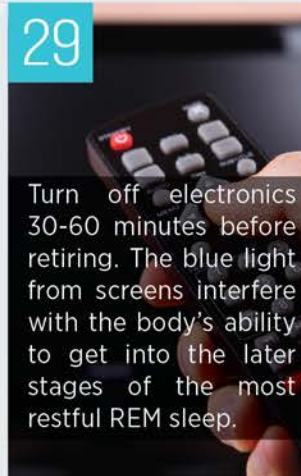 29
Turn off electronics
30-60 minutes before
retiring. The blue light
from screens interfere
with the body's ability
to get into the later
stages of the most
restful REM sleep.